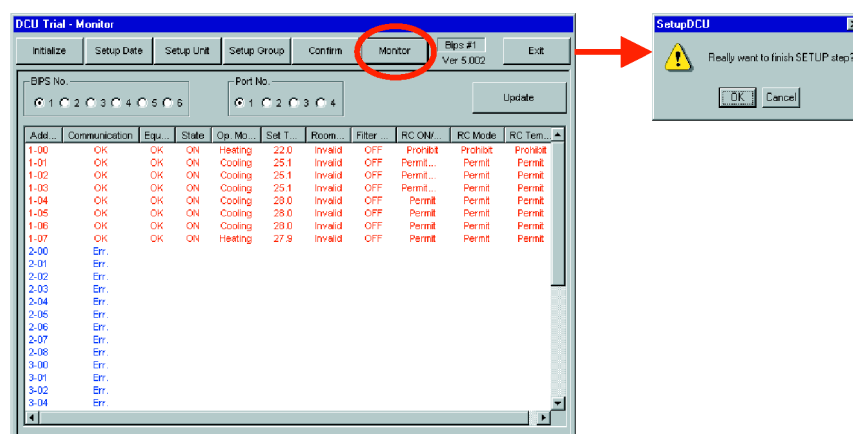 DCU Trial - Monitor
Initialize Setup Date Setup Unit Setup Group Confirm Monitor Bips #1 Ver 5.002 Exit
BIPS No.
1 2 3 4 5 6
Port No.
1 2 3 4
Update
Add... Communication Equ... State Op. Mo... Set T... Room... Filter ... RC ON/... RC Mode RC Tem...
1-00 OK OK ON Heating 22.0 Invalid OFF Prohibit Prohibit Prohibit
1-01 OK OK ON Cooling 25.1 Invalid OFF Permit... Permit Permit
1-02 OK OK ON Cooling 25.1 Invalid OFF Permit... Permit Permit
1-03 OK OK ON Cooling 25.1 Invalid OFF Permit... Permit Permit
1-04 OK OK ON Cooling 28.0 Invalid OFF Permit Permit Permit
1-05 OK OK ON Cooling 28.0 Invalid OFF Permit Permit Permit
1-06 OK OK ON Cooling 28.0 Invalid OFF Permit Permit Permit
1-07 OK OK ON Heating 27.9 Invalid OFF Permit Permit Permit
2-00 Err.
2-01 Err.
2-02 Err.
2-03 Err.
2-04 Err.
2-05 Err.
2-06 Err.
2-07 Err.
2-08 Err.
3-00 Err.
3-01 Err.
3-02 Err.
3-04 Err.
SetupDCU
Really want to finish SETUP step?
OK Cancel